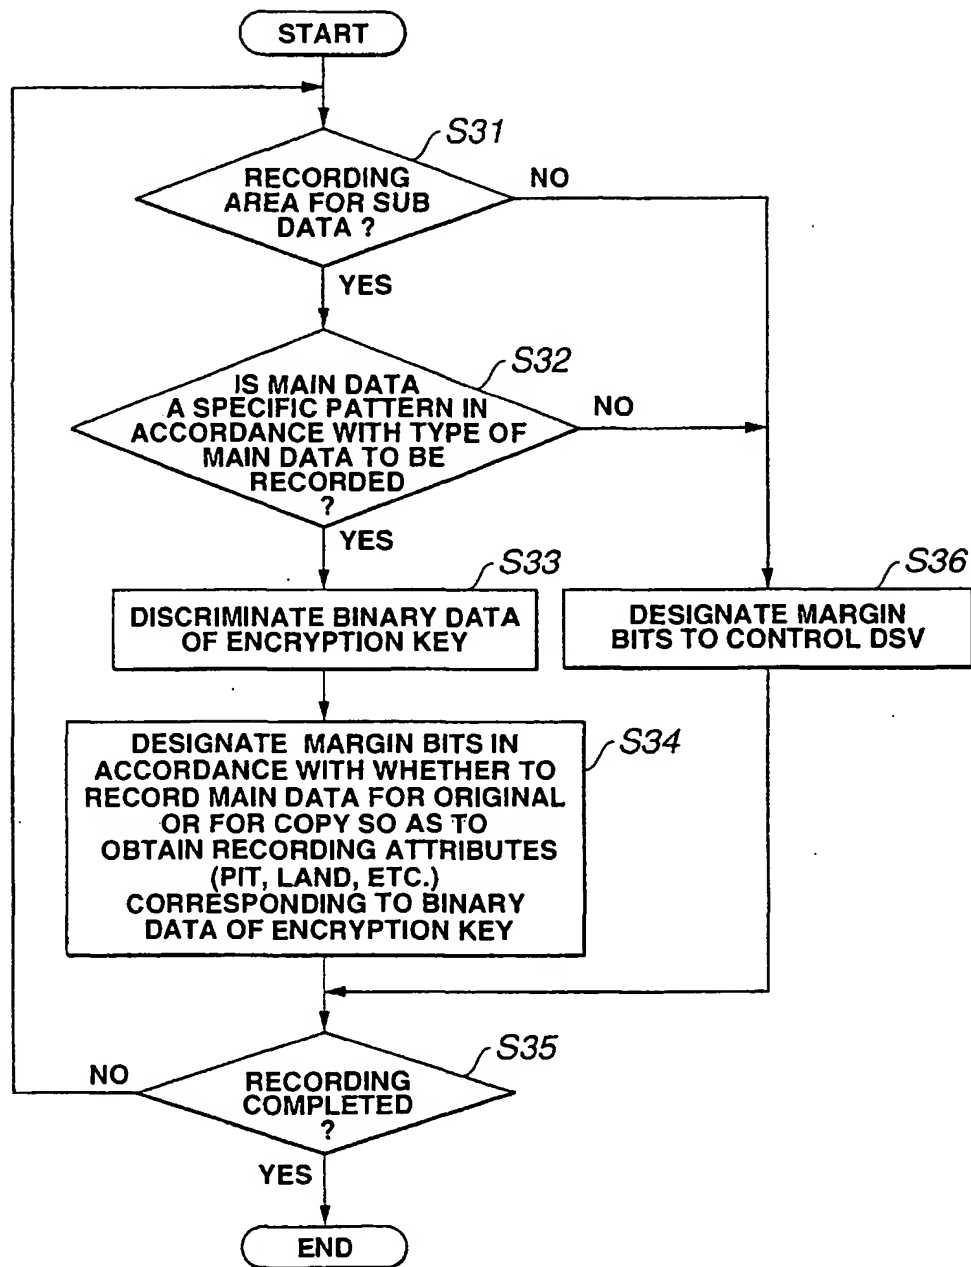 START
S31
RECORDING
AREA FOR SUB
DATA ?
NO
YES
S32
IS MAIN DATA
A SPECIFIC PATTERN IN
ACCORDANCE WITH TYPE OF
MAIN DATA TO BE
RECORDED
?
NO
YES
S33
DISCRIMINATE BINARY DATA
OF ENCRYPTION KEY
S36
DESIGNATE MARGIN
BITS TO CONTROL DSV
S34
DESIGNATE MARGIN BITS IN
ACCORDANCE WITH WHETHER TO
RECORD MAIN DATA FOR ORIGINAL
OR FOR COPY SO AS TO
OBTAIN RECORDING ATTRIBUTES
(PIT, LAND, ETC.)
CORRESPONDING TO BINARY
DATA OF ENCRYPTION KEY
S35
NO
RECORDING
COMPLETED
?
YES
END